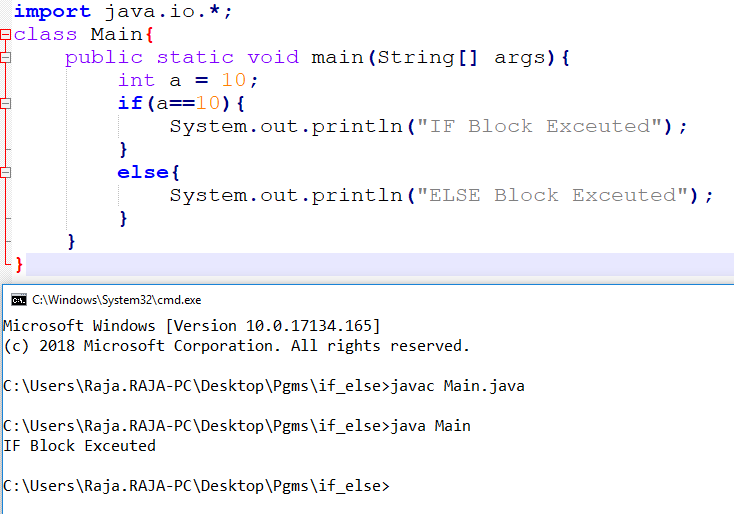 import java.io.*;
class Main{
public static void main(String[] args){
int a = 10;
if(a==10){
System.out.println("IF Block Exceuted");
}
else{
System.out.println("ELSE Block Exceuted");
}
}
}
C:\Windows\System32\cmd.exe
Microsoft Windows [Version 10.0.17134.165]
(c) 2018 Microsoft Corporation. All rights reserved.
C:\Users\Raja.RAJA-PC\Desktop\Pgms\if_else>javac Main.java
C:\Users\Raja.RAJA-PC\Desktop\Pgms\if_else>java Main
IF Block Exceuted
C:\Users\Raja.RAJA-PC\Desktop\Pgms\if_else>